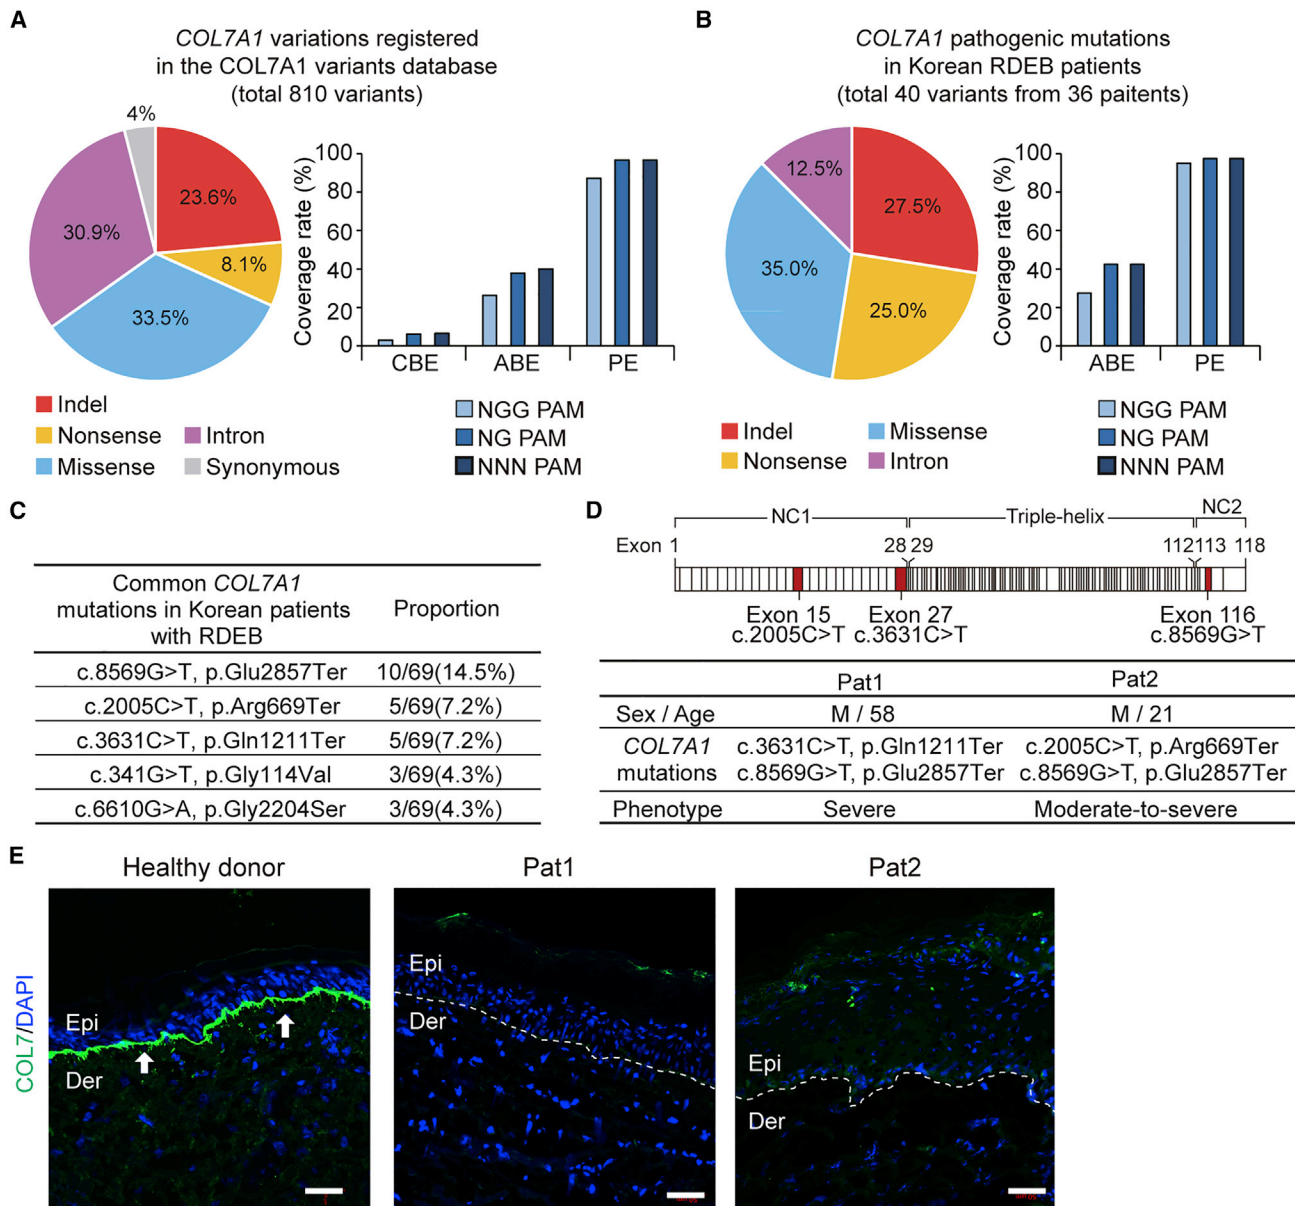 A
COL7A1 variations registered
in the COL7A1 variants database
(total 810 variants)
4%
23.6%
30.9%
8.1%
33.5%
Coverage rate (%)
100
80
60
40
20
0
CBE ABE PE
Indel
Nonsense Intron
Missense Synonymous
NGG PAM
NG PAM
NNN PAM
B
COL7A1 pathogenic mutations
in Korean RDEB patients
(total 40 variants from 36 paitents)
12.5%
27.5%
35.0%
25.0%
Coverage rate (%)
100
80
60
40
20
0
ABE PE
Indel Missense
Nonsense Intron
NGG PAM
NG PAM
NNN PAM
C
Common COL7A1
mutations in Korean patients
with RDEB
Proportion
c.8569G>T, p.Glu2857Ter 10/69(14.5%)
c.2005C>T, p.Arg669Ter 5/69(7.2%)
c.3631C>T, p.Gln1211Ter 5/69(7.2%)
c.341G>T, p.Gly114Val 3/69(4.3%)
c.6610G>A, p.Gly2204Ser 3/69(4.3%)
D
NC1 Triple-helix NC2
Exon 1 28 29 112 113 118
Exon 15 Exon 27 Exon 116
c.2005C>T c.3631C>T c.8569G>T
Pat1 Pat2
Sex / Age M / 58 M / 21
COL7A1 c.3631C>T, p.Gln1211Ter c.2005C>T, p.Arg669Ter
mutations c.8569G>T, p.Glu2857Ter c.8569G>T, p.Glu2857Ter
Phenotype Severe Moderate-to-severe
E
Healthy donor Pat1 Pat2
COL7/DAPI
Epi
Der
Epi
Der
Epi
Der
50 um
50 um